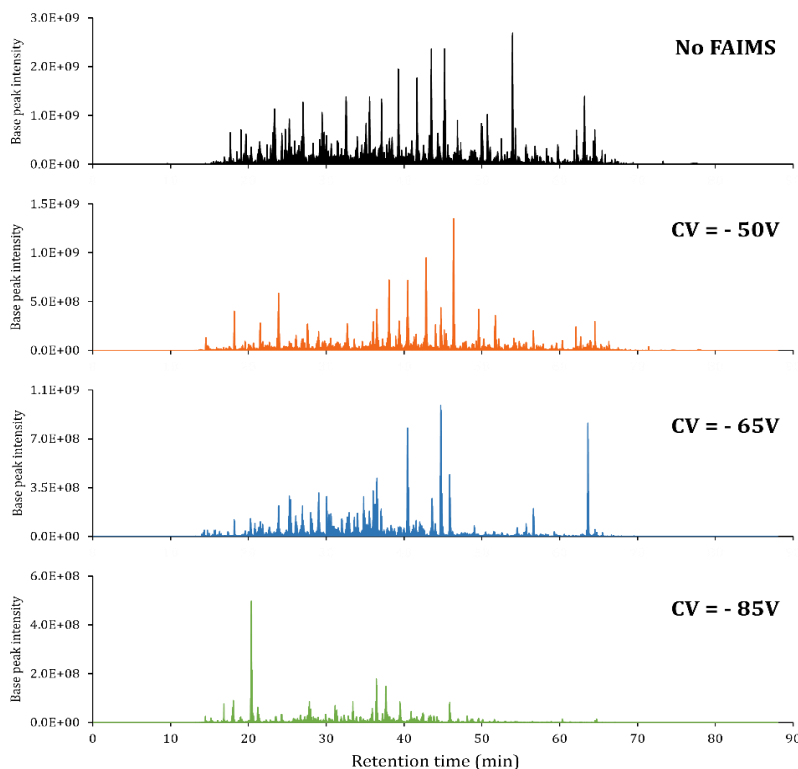 3.0E+09
No FAIMS
2.0E+09
1.0E+09
0.0E+00
Base peak intensity
1.5E+09
CV = - 50V
1.0E+09
5.0E+08
0.0E+00
Base peak intensity
1.1E+09
CV = - 65V
7.0E+08
3.5E+08
0.0E+00
Base peak intensity
6.0E+08
CV = - 85V
4.0E+08
2.0E+08
0.0E+00
Base peak intensity
0 10 20 30 40 50 60 70 80 90
Retention time (min)